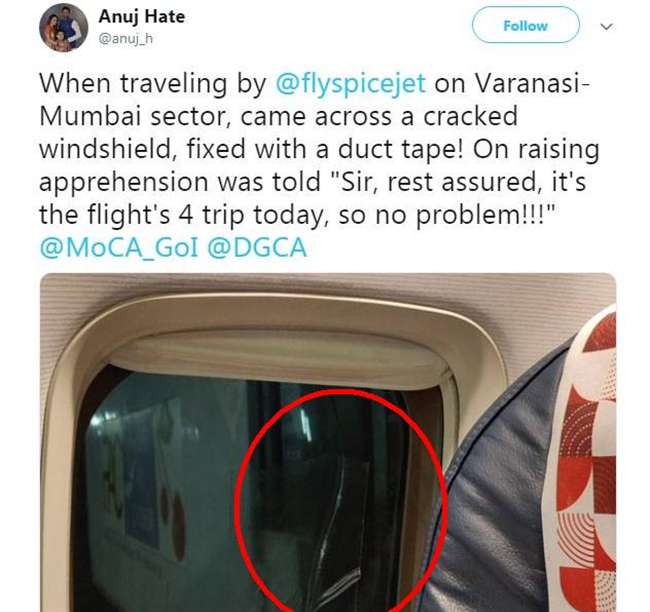 Anuj Hate
@anuj_h
Follow
When traveling by @flyspicejet on Varanasi-
Mumbai sector, came across a cracked
windshield, fixed with a duct tape! On raising
apprehension was told "Sir, rest assured, it's
the flight's 4 trip today, so no problem!!!"
@MoCA_GoI @DGCA